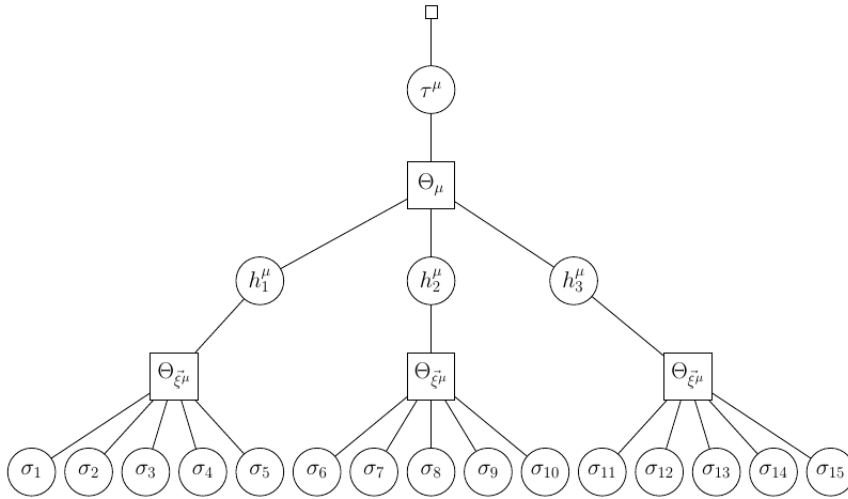 τ^μ
Θ_μ
h_1^μ h_2^μ h_3^μ
Θ_{ξ⃗^μ} Θ_{ξ⃗^μ} Θ_{ξ⃗^μ}
σ_1 σ_2 σ_3 σ_4 σ_5 σ_6 σ_7 σ_8 σ_9 σ_10 σ_11 σ_12 σ_13 σ_14 σ_15